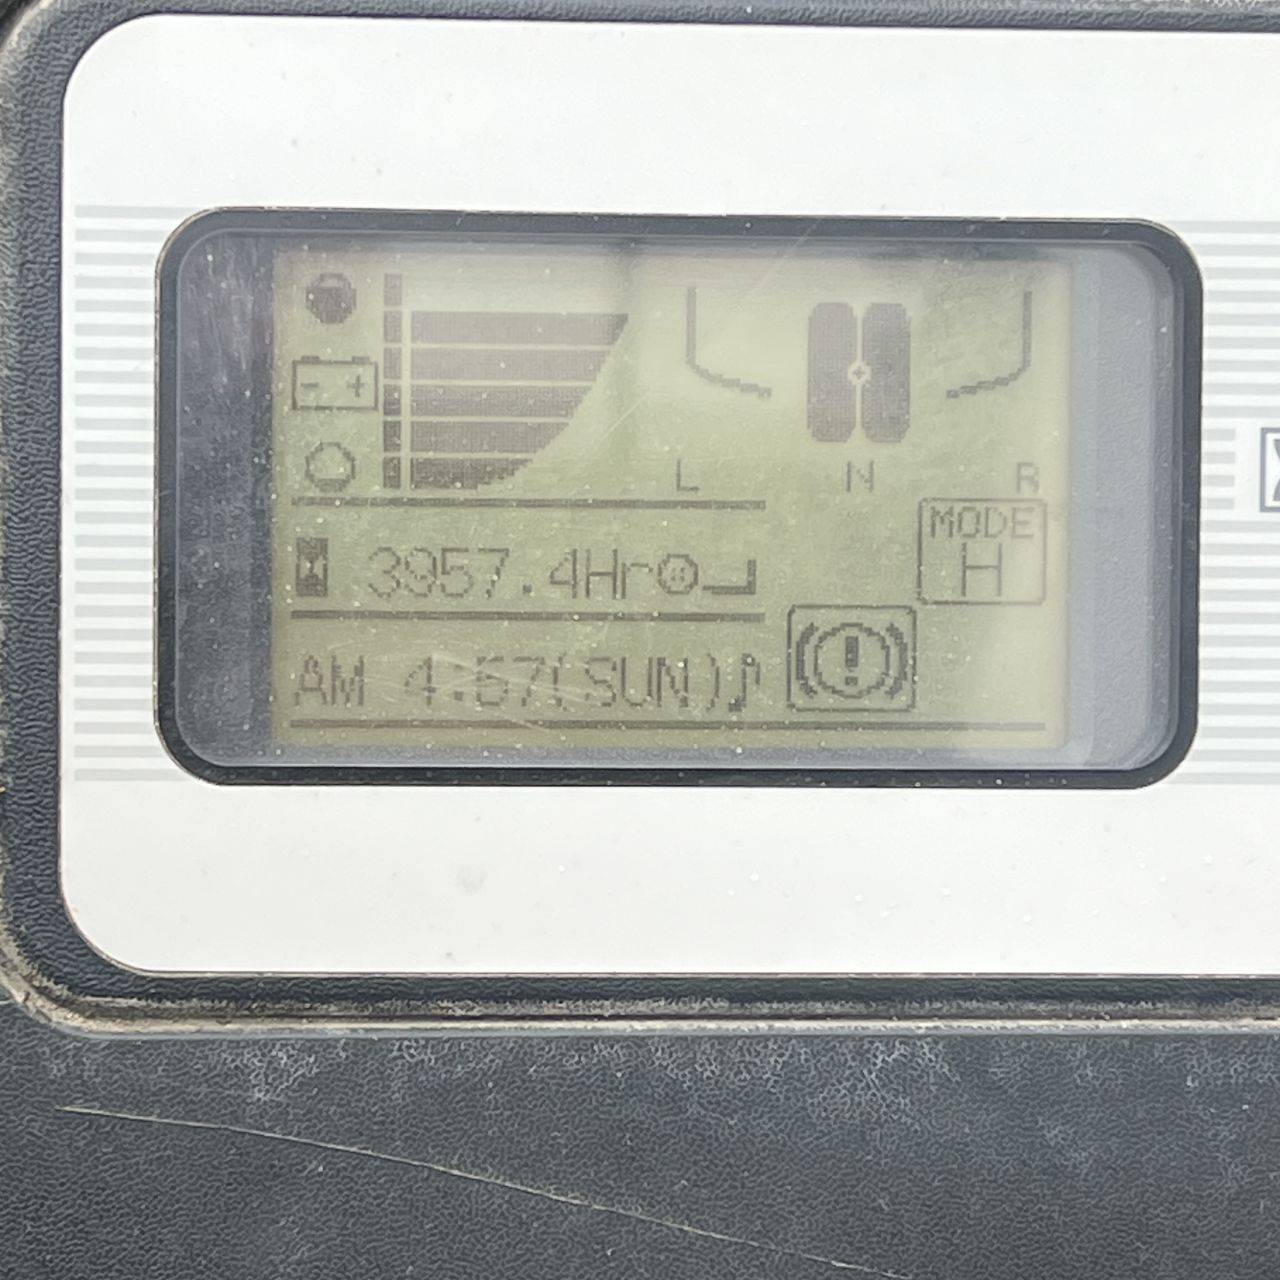 - +
L N R
MODE
H
3957.4Hr
AM 4:57(SUN)